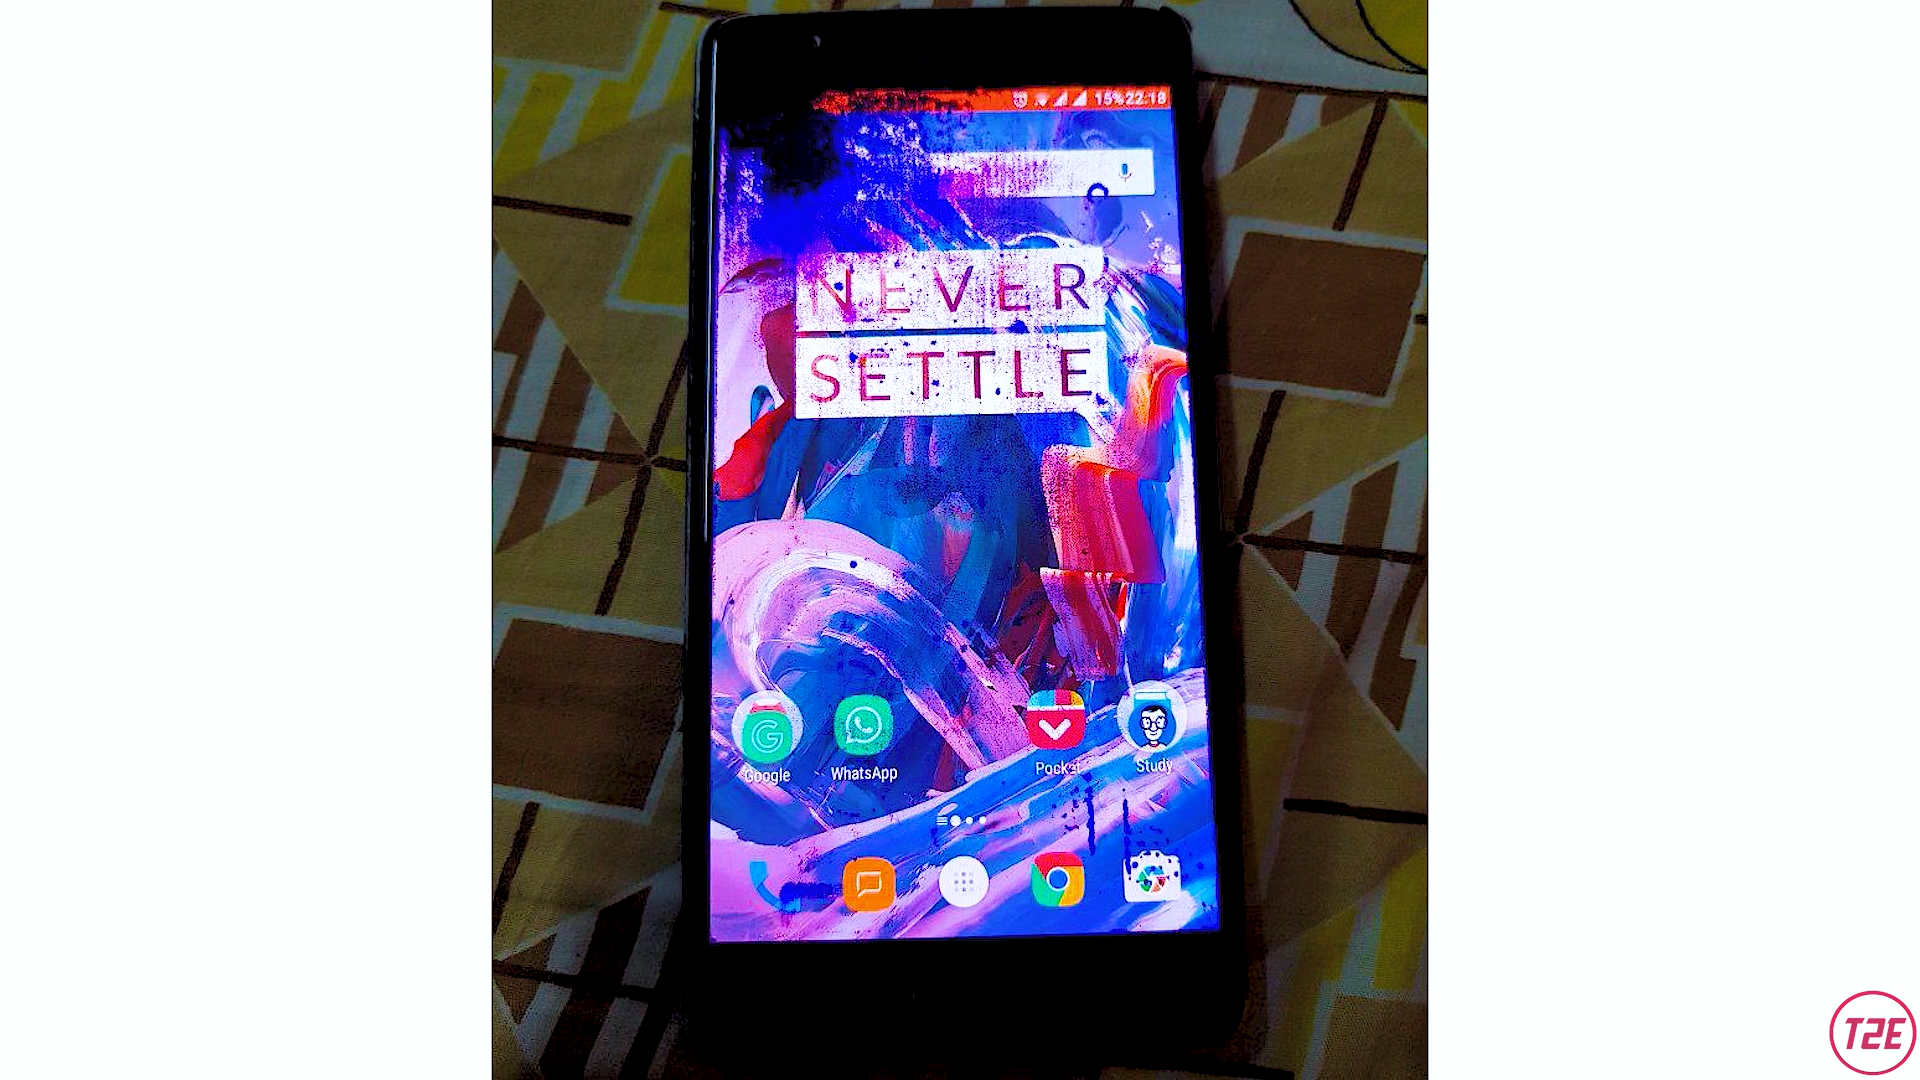 15% 22:18
NEVER
SETTLE
Google
WhatsApp
Pocket
Study
T2E